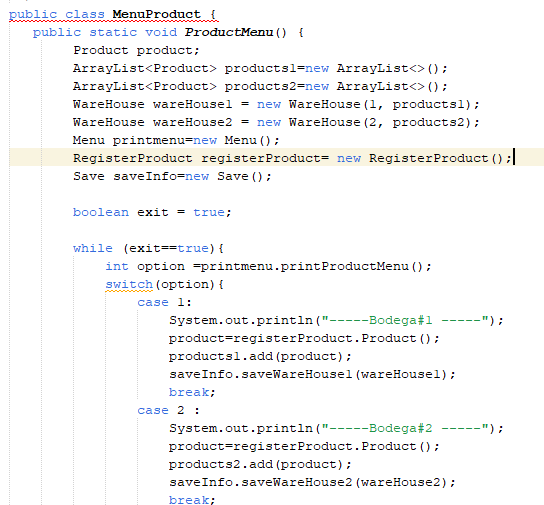 public class MenuProduct {
public static void ProductMenu() {
Product product;
ArrayList<Product> products1=new ArrayList<>();
ArrayList<Product> products2=new ArrayList<>();
WareHouse wareHouse1 = new WareHouse(1, products1);
WareHouse wareHouse2 = new WareHouse(2, products2);
Menu printmenu=new Menu();
RegisterProduct registerProduct= new RegisterProduct();
Save saveInfo=new Save();
boolean exit = true;
while (exit==true){
int option =printmenu.printProductMenu();
switch(option){
case 1:
System.out.println("-----Bodega#1 -----");
product=registerProduct.Product();
products1.add(product);
saveInfo.saveWareHouse1(wareHouse1);
break;
case 2 :
System.out.println("-----Bodega#2 -----");
product=registerProduct.Product();
products2.add(product);
saveInfo.saveWareHouse2(wareHouse2);
break;